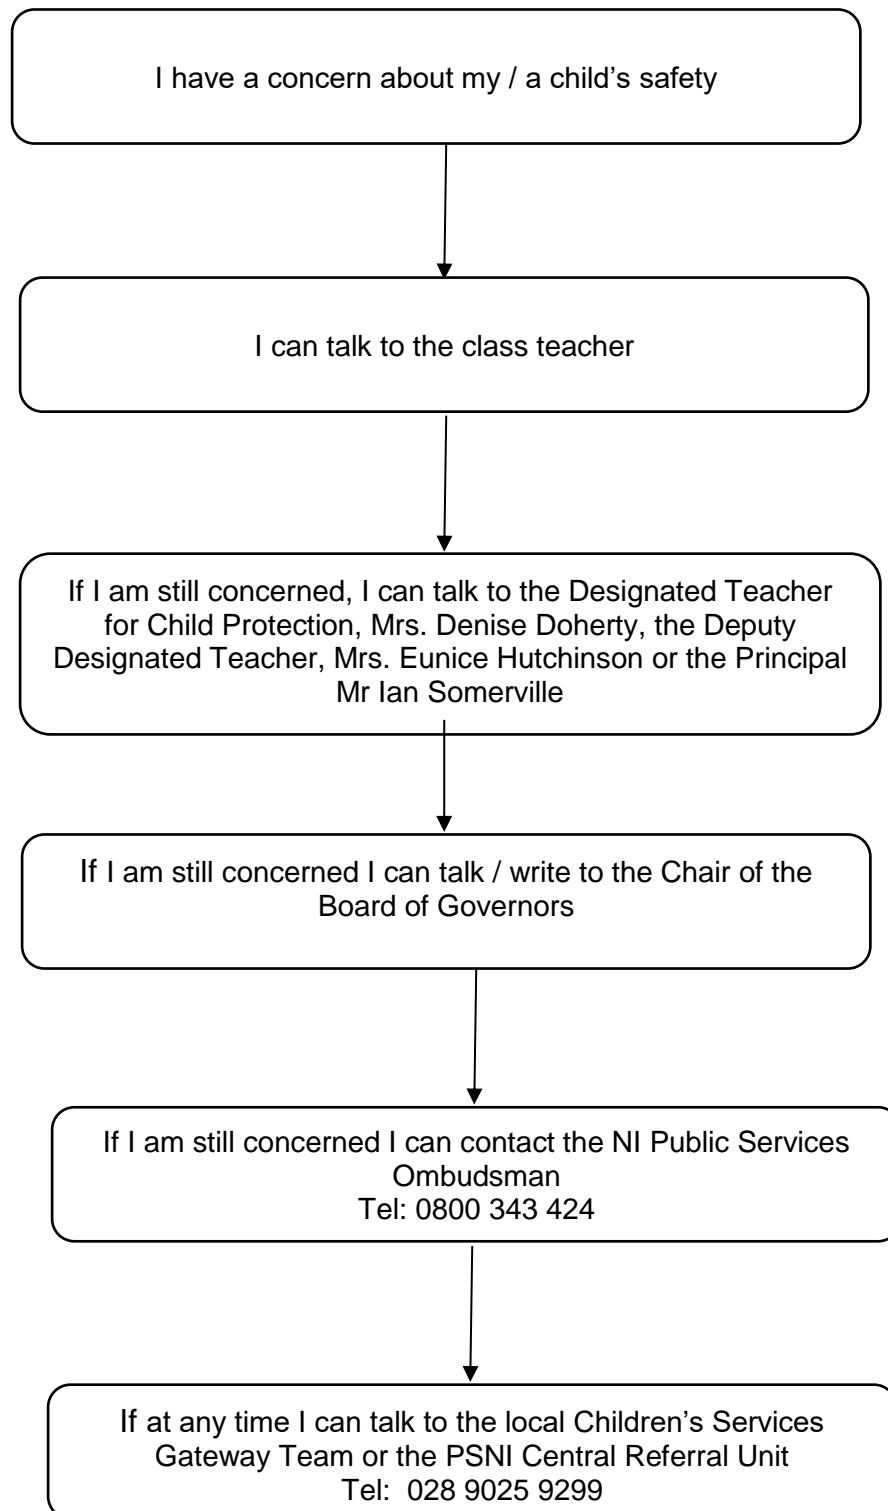 I have a concern about my / a child’s safety
I can talk to the class teacher
If I am still concerned, I can talk to the Designated Teacher
for Child Protection, Mrs. Denise Doherty, the Deputy
Designated Teacher, Mrs. Eunice Hutchinson or the Principal
Mr Ian Somerville
If I am still concerned I can talk / write to the Chair of the
Board of Governors
If I am still concerned I can contact the NI Public Services
Ombudsman
Tel: 0800 343 424
If at any time I can talk to the local Children’s Services
Gateway Team or the PSNI Central Referral Unit
Tel:  028 9025 9299